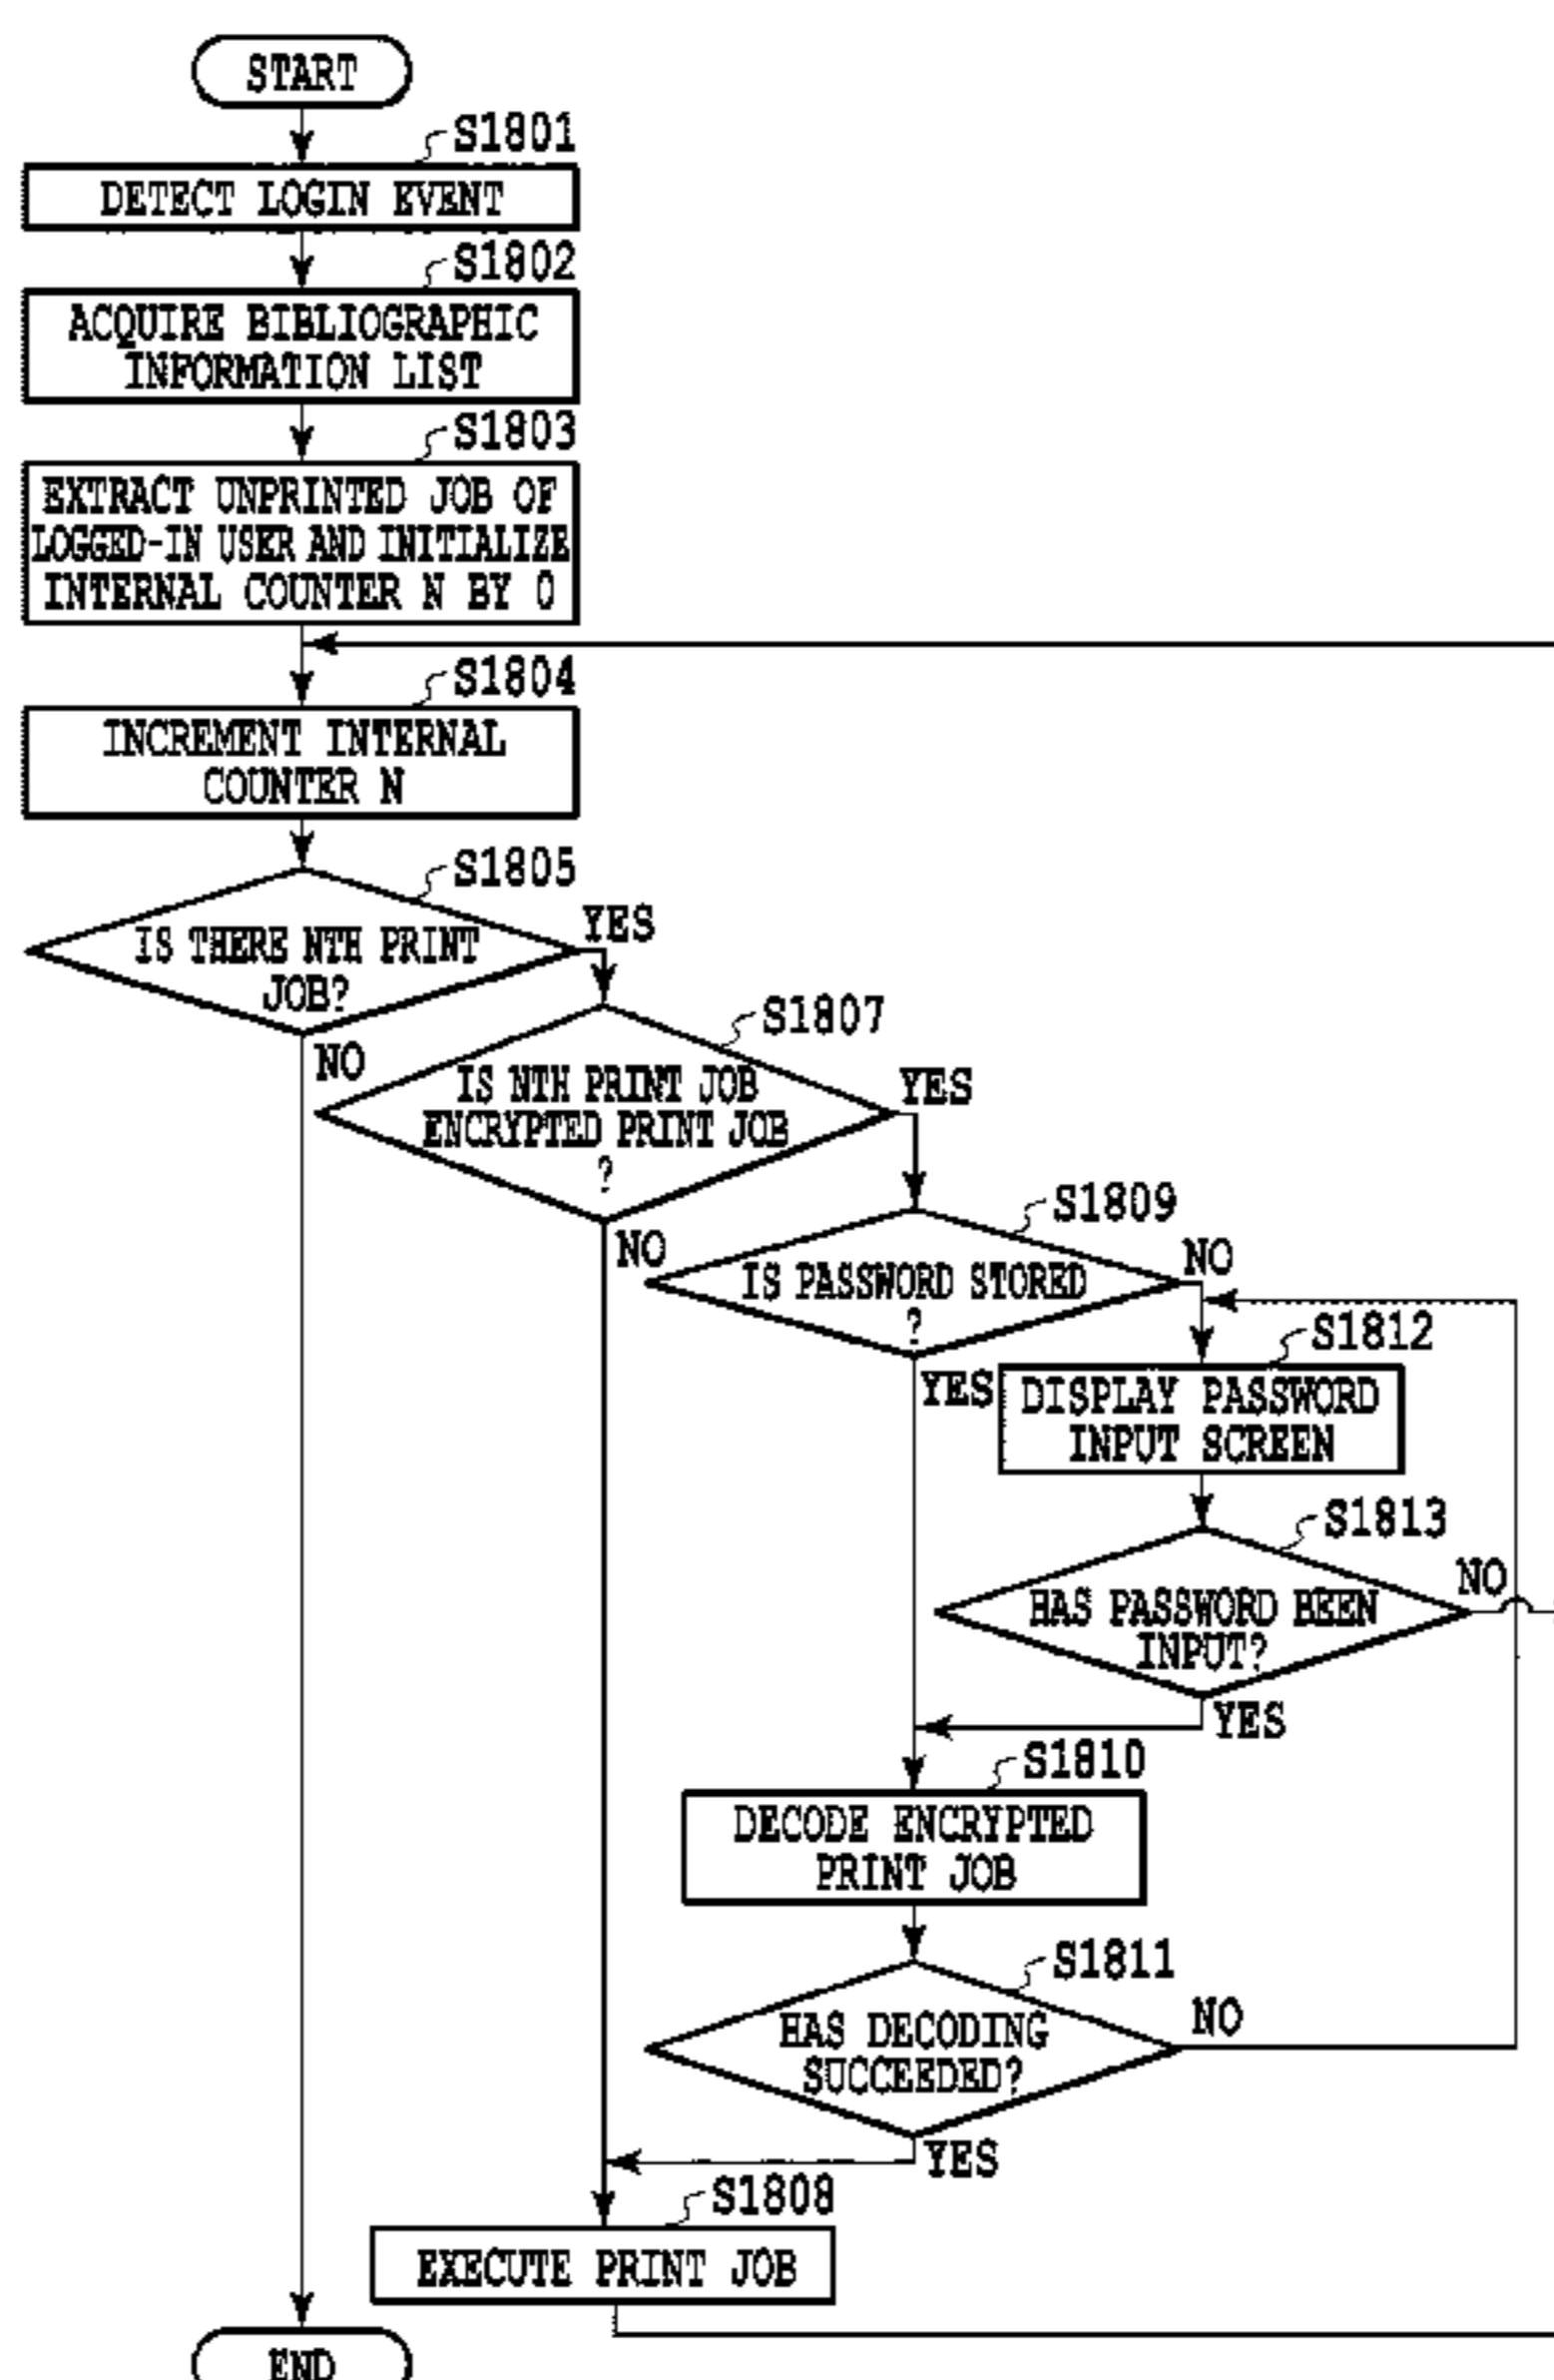 START
S1801
DETECT LOGIN EVENT
S1802
ACQUIRE BIBLIOGRAPHIC
INFORMATION LIST
S1803
EXTRACT UNPRINTED JOB OF
LOGGED-IN USER AND INITIALIZE
INTERNAL COUNTER N BY 0
S1804
INCREMENT INTERNAL
COUNTER N
S1805
IS THERE NTH PRINT
JOB?
YES
NO
S1807
IS NTH PRINT JOB
ENCRYPTED PRINT JOB
?
YES
NO
S1809
IS PASSWORD STORED
?
NO
YES
S1812
DISPLAY PASSWORD
INPUT SCREEN
S1813
HAS PASSWORD BEEN
INPUT?
NO
YES
S1810
DECODE ENCRYPTED
PRINT JOB
S1811
HAS DECODING
SUCCEEDED?
NO
YES
S1808
EXECUTE PRINT JOB
END